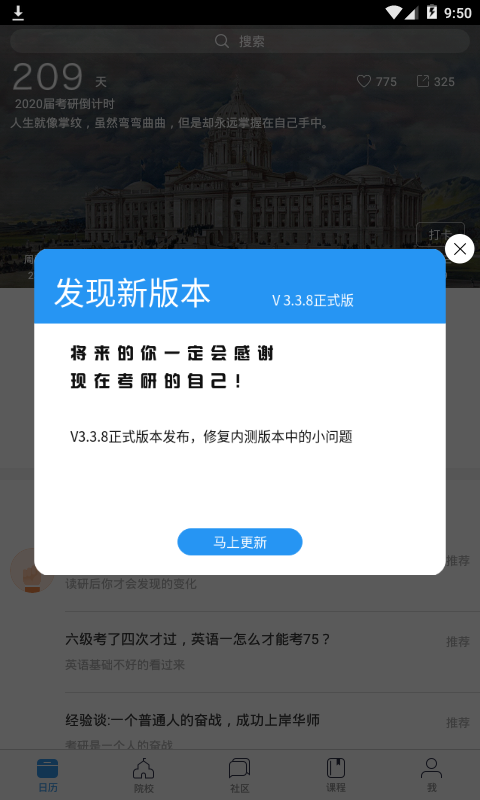 9:50
搜索
209 天
775
325
2020届考研倒计时
人生就像掌纹，虽然弯弯曲曲，但是却永远掌握在自己手中。
打卡
发现新版本
V 3.3.8正式版
将来的你一定会感谢
现在考研的自己！
V3.3.8正式版本发布，修复内测版本中的小问题
马上更新
推荐
读研后你才会发现的变化
六级考了四次才过，英语一怎么才能考75？
推荐
英语基础不好的看过来
经验谈:一个普通人的奋战，成功上岸华师
推荐
考研是一个人的奋战
日历
院校
社区
课程
我